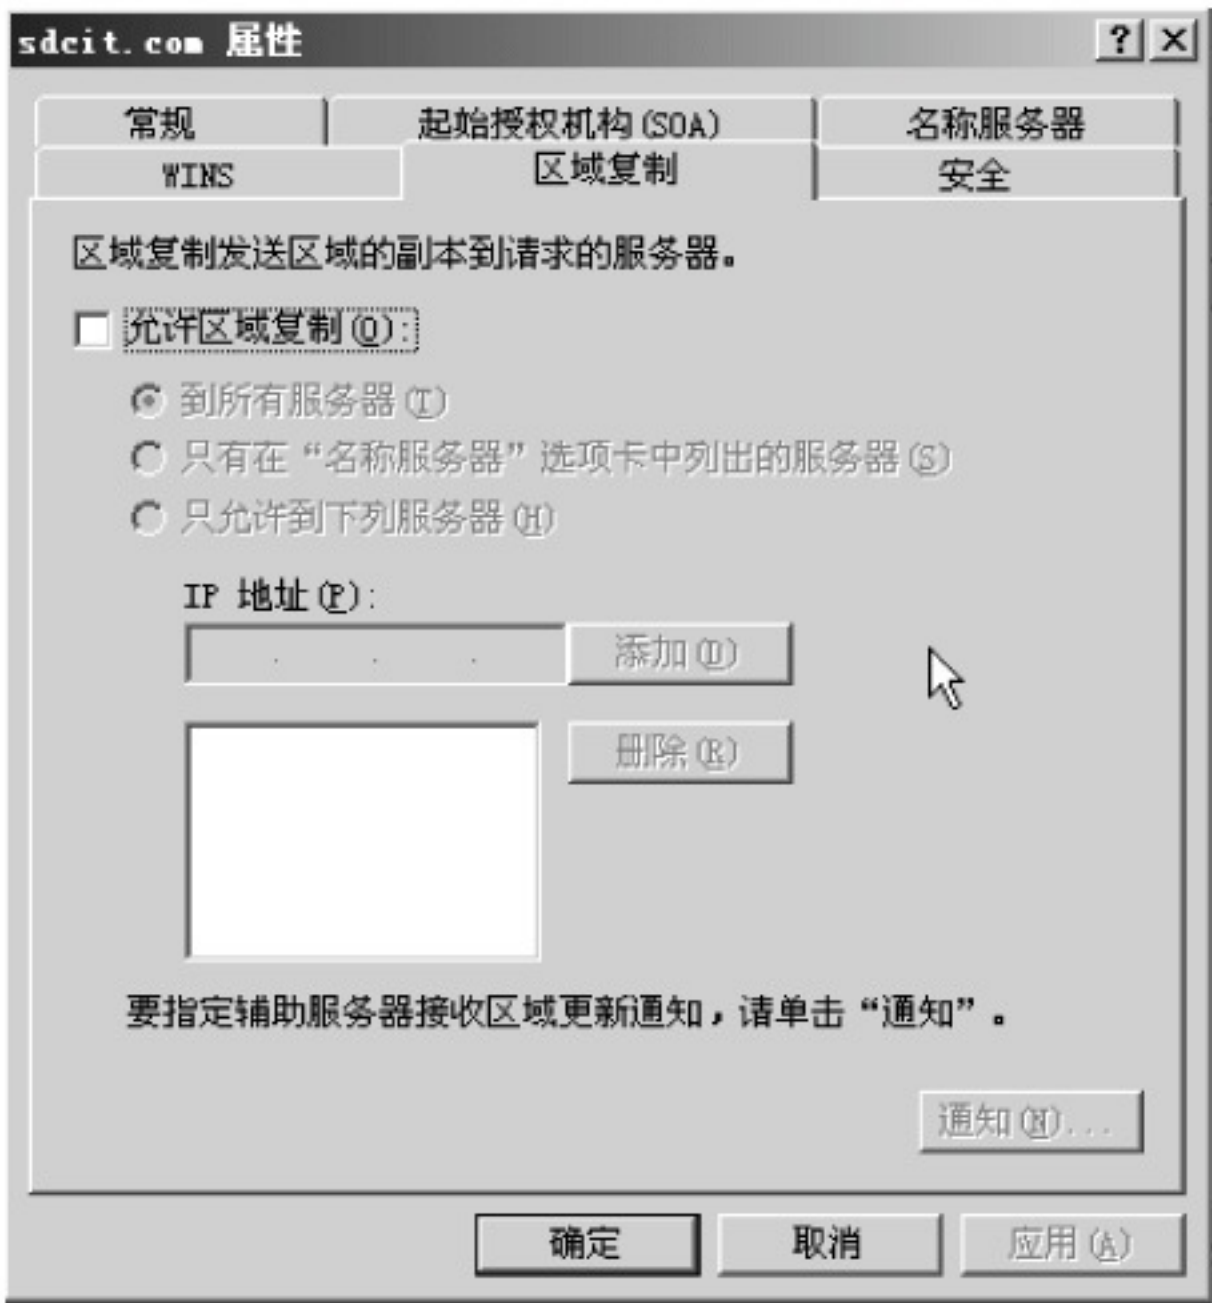 sdcit.com 属性
常规
起始授权机构(SOA)
名称服务器
WINS
区域复制
安全
区域复制发送区域的副本到请求的服务器。
允许区域复制(O):
到所有服务器(T)
只有在“名称服务器”选项卡中列出的服务器(S)
只允许到下列服务器(H)
IP 地址(P):
添加(D)
删除(R)
要指定辅助服务器接收区域更新通知，请单击“通知”。
通知(N)...
确定
取消
应用(A)